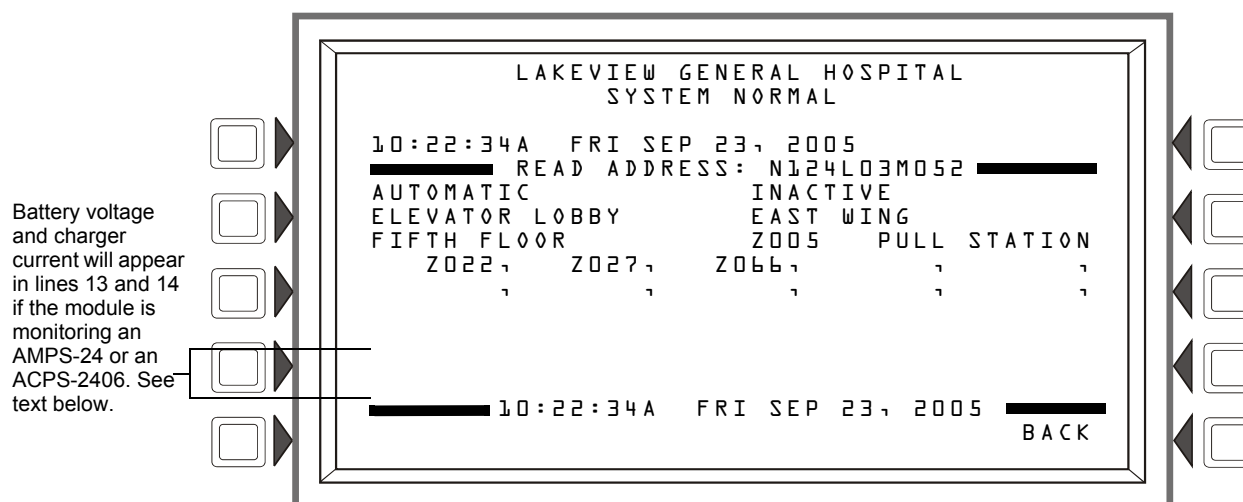 LAKEVIEW GENERAL HOSPITAL
SYSTEM NORMAL
10:22:34A FRI SEP 23, 2005
READ ADDRESS: N124L03M052
AUTOMATIC INACTIVE
ELEVATOR LOBBY EAST WING
FIFTH FLOOR Z005 PULL STATION
Z022, Z027, Z066, , ,
, , , , ,
10:22:34A FRI SEP 23, 2005
BACK
Battery voltage
and charger
current will appear
in lines 13 and 14
if the module is
monitoring an
AMPS-24 or an
ACPS-2406. See
text below.